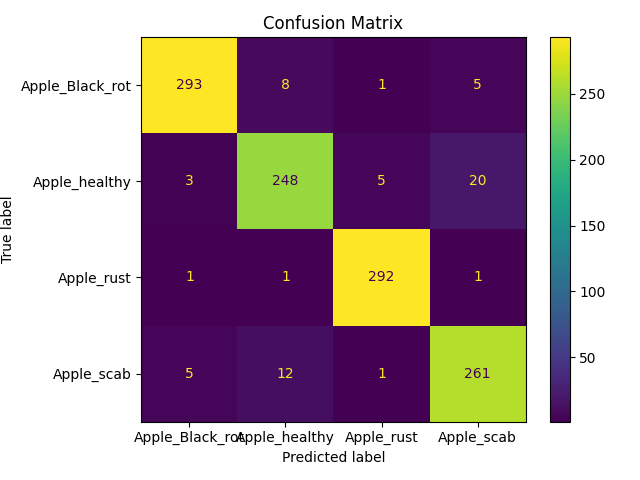 Confusion Matrix
True label
Apple_Black_rot 293 8 1 5
Apple_healthy 3 248 5 20
Apple_rust 1 1 292 1
Apple_scab 5 12 1 261
Apple_Black_rot Apple_healthy Apple_rust Apple_scab
Predicted label
250
200
150
100
50